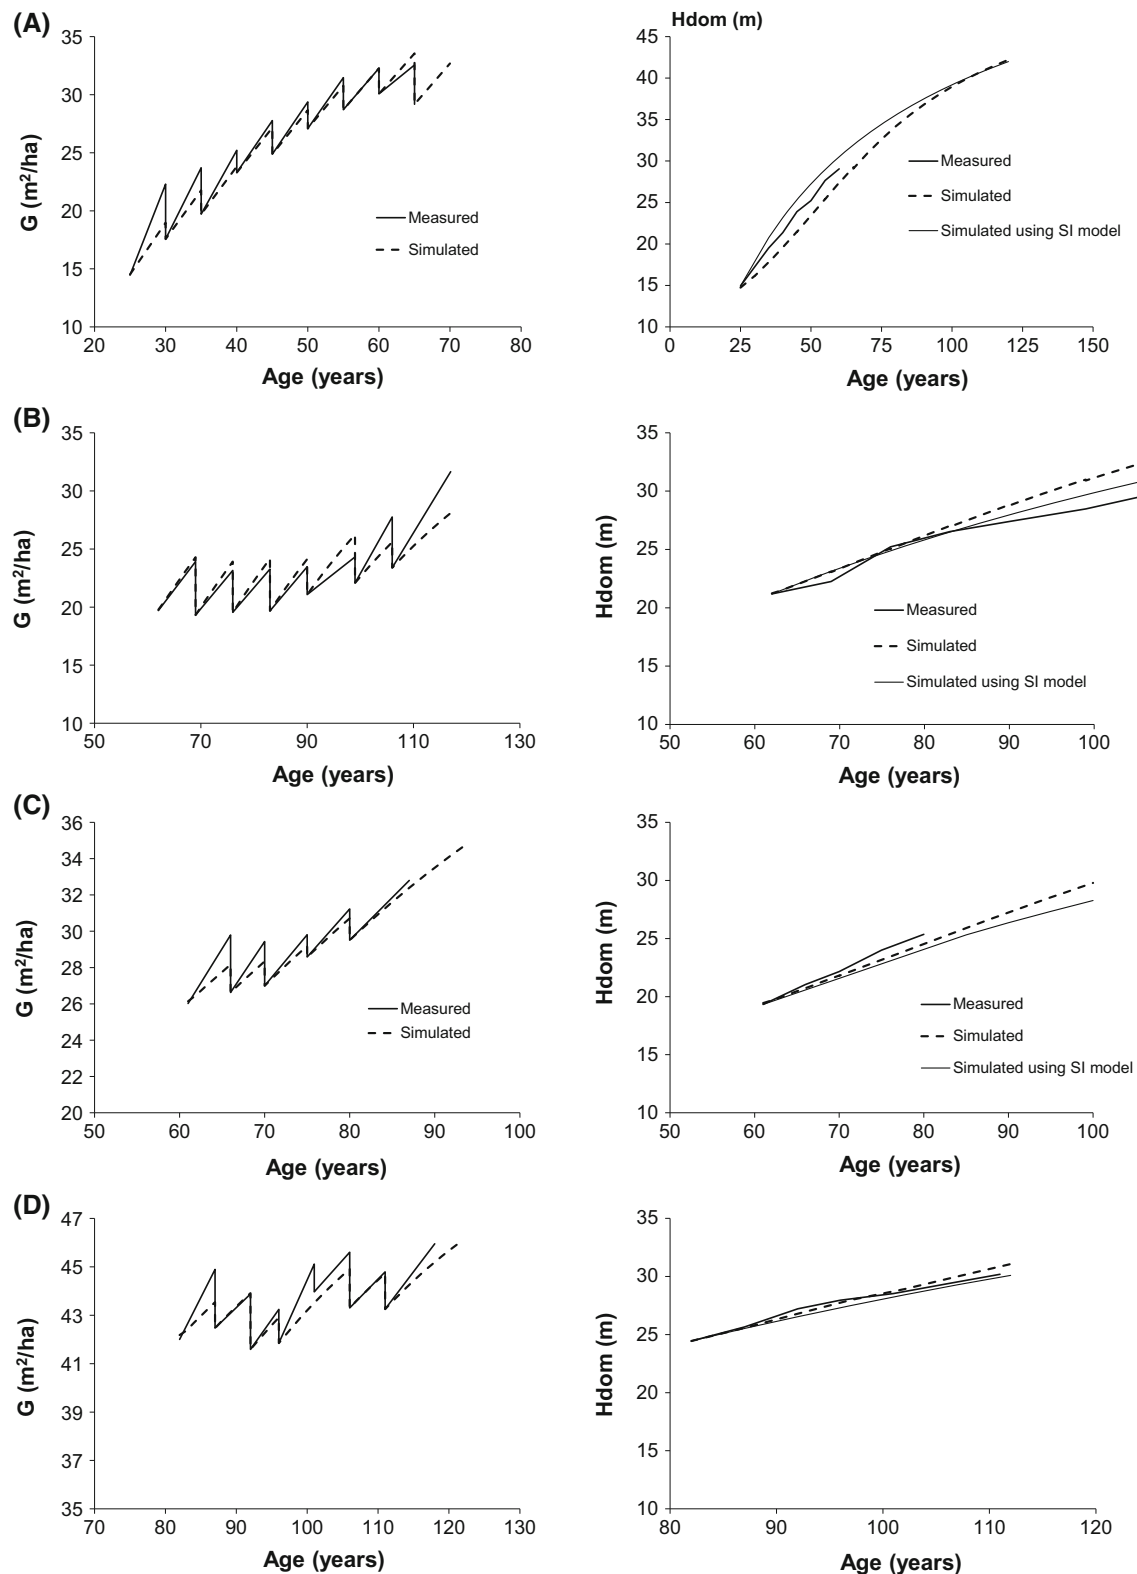 (A)
35
30
25
20
15
10
G (m²/ha)
Measured
Simulated
20 30 40 50 60 70 80
Age (years)
Hdom (m)
45
40
35
30
25
20
15
10
Measured
Simulated
Simulated using SI model
0 25 50 75 100 125 150
Age (years)
(B)
35
30
25
20
15
10
G (m²/ha)
50 70 90 110 130
Age (years)
35
30
25
20
15
10
Hdom (m)
Measured
Simulated
Simulated using SI model
50 60 70 80 90 100
Age (years)
(C)
36
34
32
30
28
26
24
22
20
G (m²/ha)
Measured
Simulated
50 60 70 80 90 100
Age (years)
35
30
25
20
15
10
Hdom (m)
Measured
Simulated
Simulated using SI model
50 60 70 80 90 100
Age (years)
(D)
47
45
43
41
39
37
35
G (m²/ha)
70 80 90 100 110 120 130
Age (years)
35
30
25
20
15
10
Hdom (m)
80 90 100 110 120
Age (years)